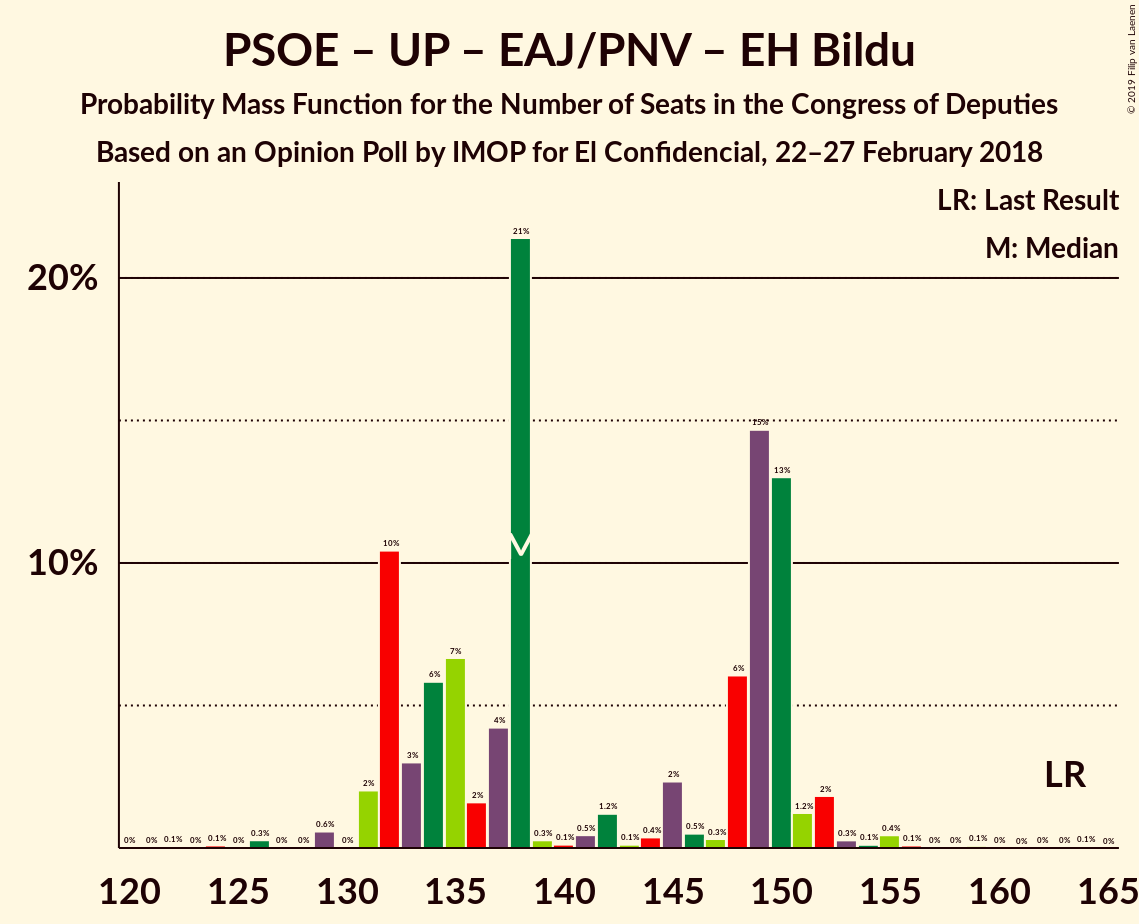 PSOE – UP – EAJ/PNV – EH Bildu
Probability Mass Function for the Number of Seats in the Congress of Deputies
Based on an Opinion Poll by IMOP for El Confidencial, 22–27 February 2018
© 2019 Filip van Laenen
LR: Last Result
M: Median
20%
10%
0% 0% 0.1% 0% 0.1% 0% 0.3% 0% 0% 0.6% 0% 2% 10% 3% 6% 7% 2% 4% 21% 0.3% 0.1% 0.5% 1.2% 0.1% 0.4% 2% 0.5% 0.3% 6% 15% 13% 1.2% 2% 0.3% 0.1% 0.4% 0.1% 0% 0% 0.1% 0% 0% 0% 0% 0.1% 0%
M
LR
120 125 130 135 140 145 150 155 160 165